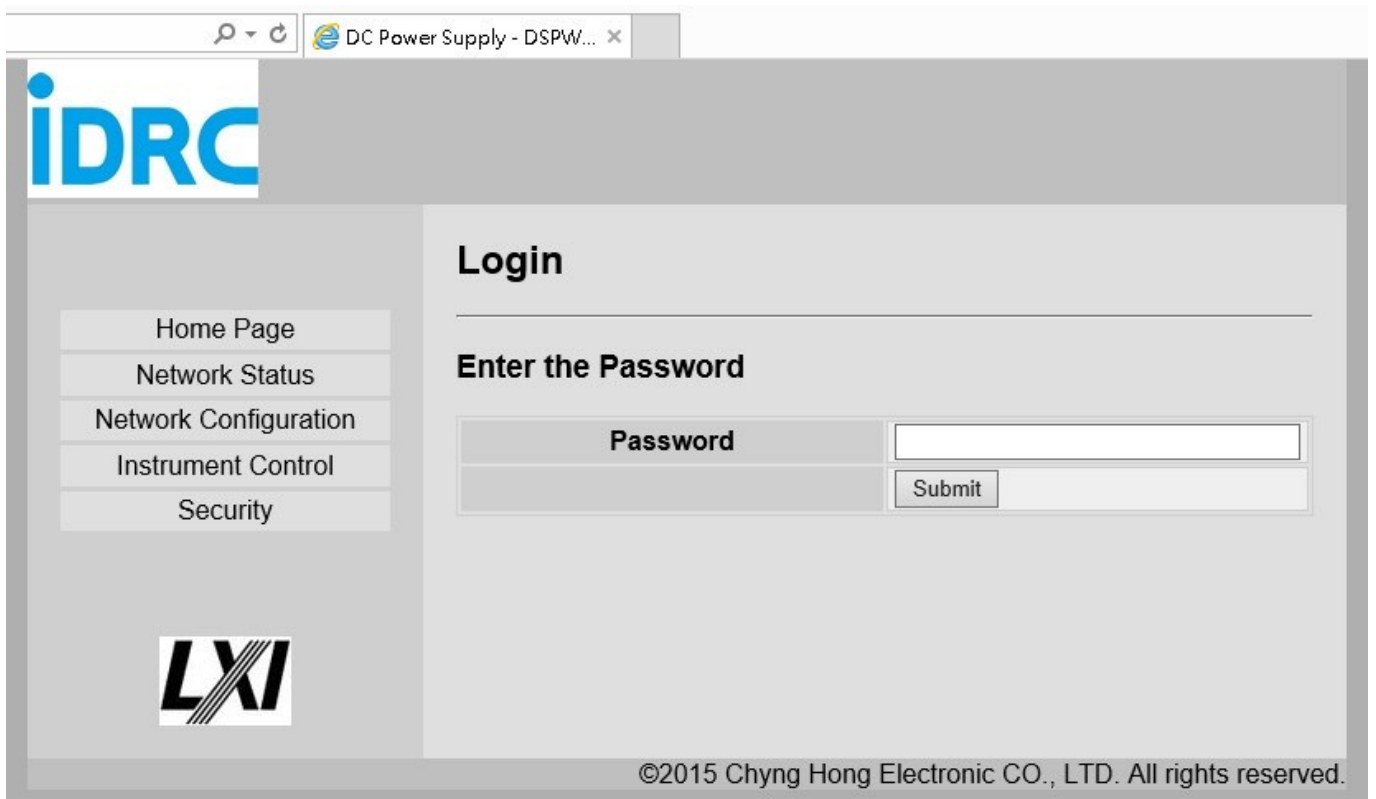 DC Power Supply - DSPW...
iDRC
Login
Home Page
Network Status
Network Configuration
Instrument Control
Security
Enter the Password
Password
Submit
LXI
©2015 Chyng Hong Electronic CO., LTD. All rights reserved.